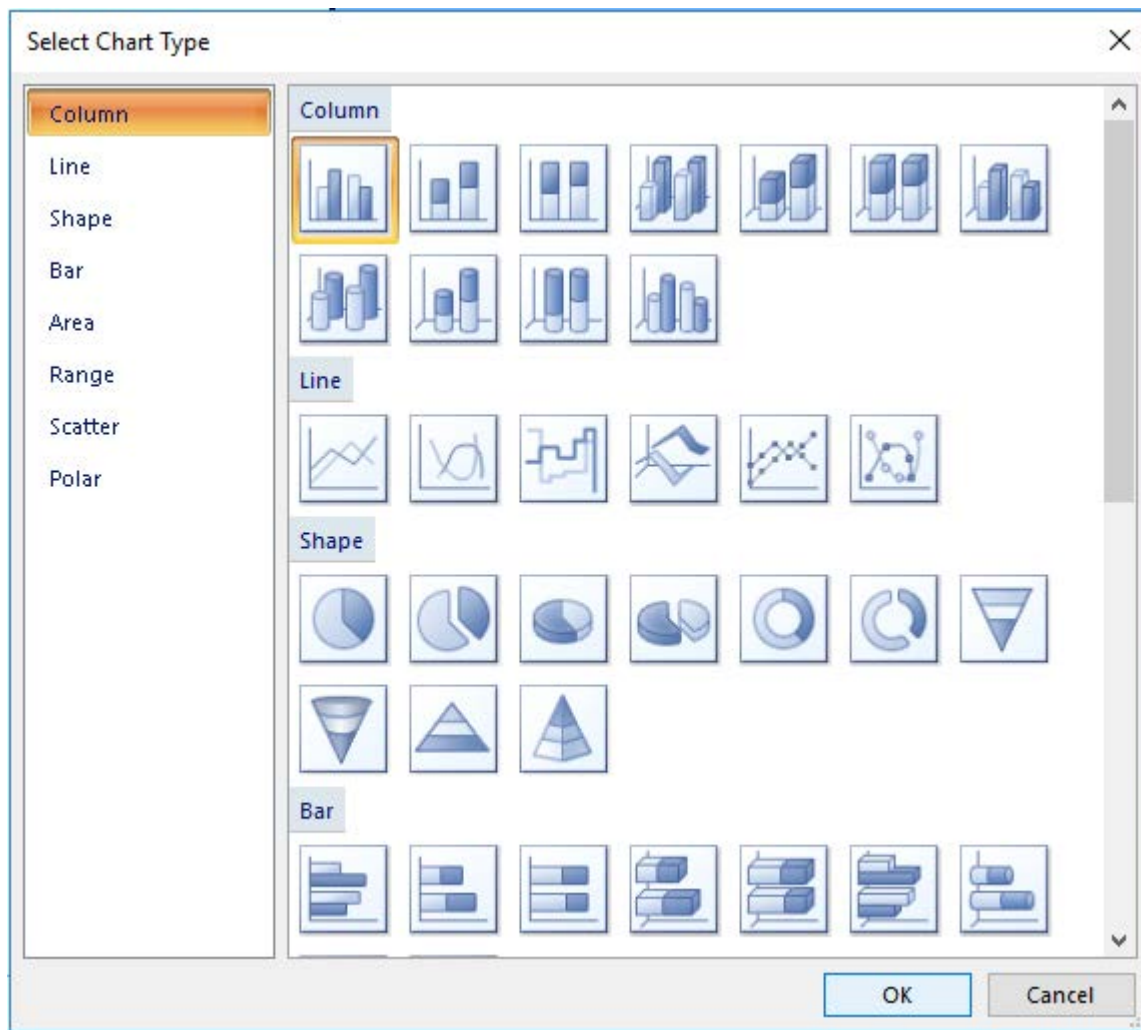 Select Chart Type
Column
Line
Shape
Bar
Area
Range
Scatter
Polar
Column
Line
Shape
Bar
OK
Cancel